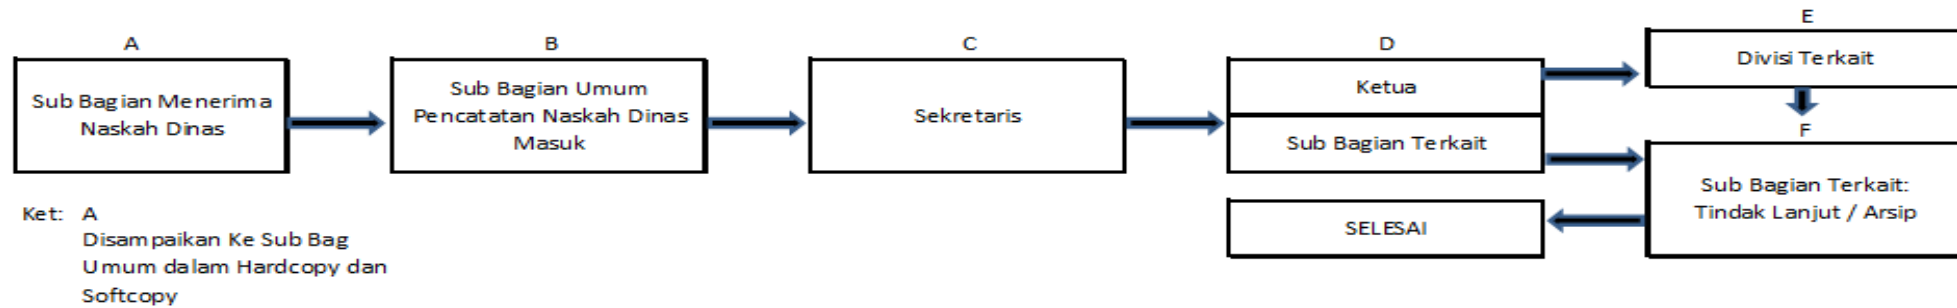 A
Sub Bagian Menerima
Naskah Dinas
B
Sub Bagian Umum
Pencatatan Naskah Dinas
Masuk
C
Sekretaris
D
Ketua
Sub Bagian Terkait
E
Divisi Terkait
F
Sub Bagian Terkait:
Tindak Lanjut / Arsip
SELESAI
Ket: A
Disampaikan Ke Sub Bag
Umum dalam Hardcopy dan
Softcopy